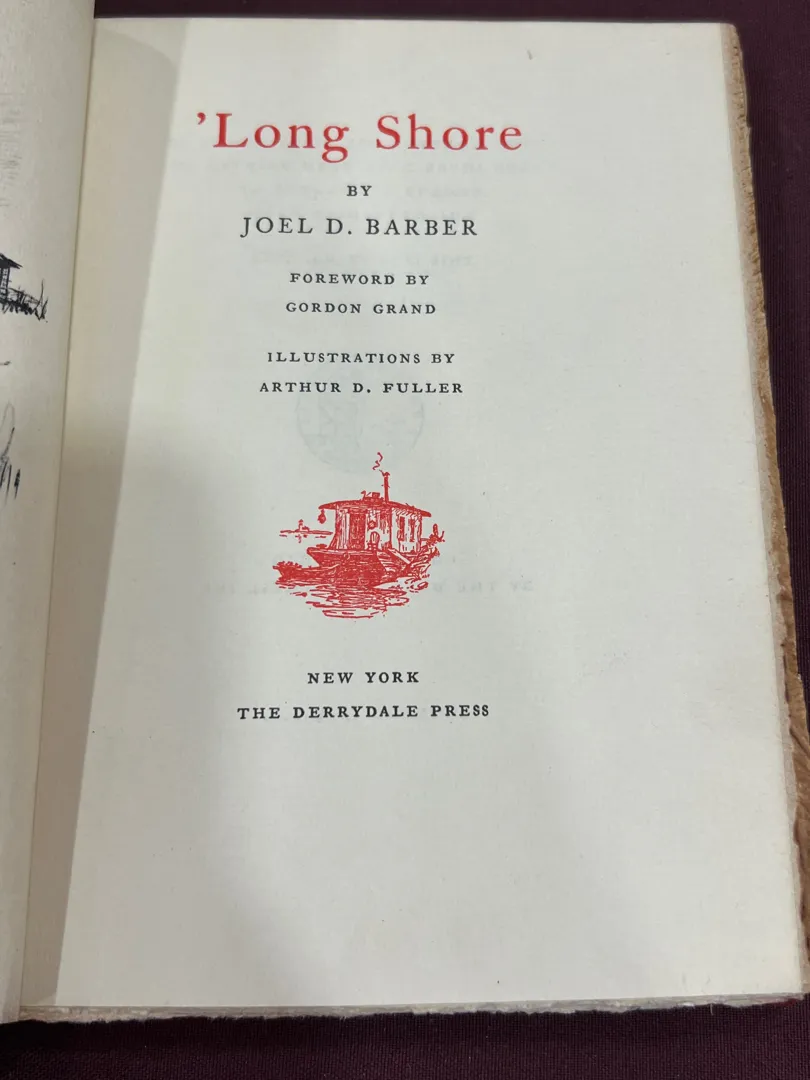 ’Long Shore
BY
JOEL D. BARBER
FOREWORD BY
GORDON GRAND
ILLUSTRATIONS BY
ARTHUR D. FULLER
NEW YORK
THE DERRYDALE PRESS